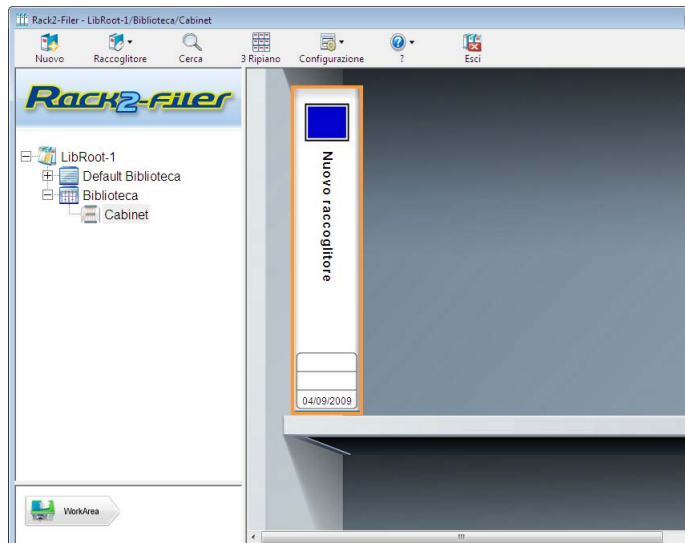 Rack2-Filer - LibRoot-1/Biblioteca/Cabinet
Nuovo
Raccoglitore
Cerca
3 Ripiano
Configurazione
?
Esci
Rack2-Filer
LibRoot-1
Default Biblioteca
Biblioteca
Cabinet
Nuovo raccoglitore
04/09/2009
WorkArea